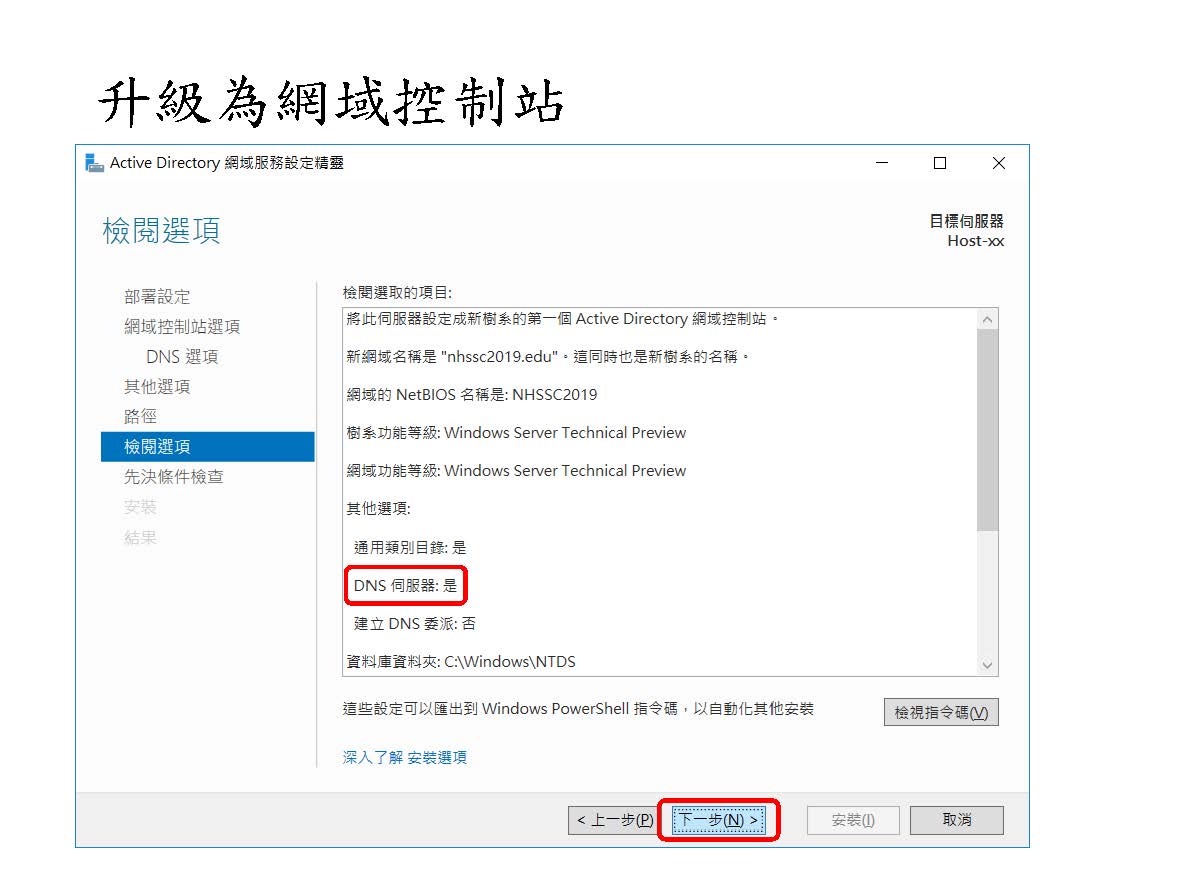 升級為網域控制站
Active Directory 網域服務設定精靈
檢閱選項
目標伺服器
Host-xx
部署設定
網域控制站選項
DNS 選項
其他選項
路徑
檢閱選項
先決條件檢查
安裝
結果
檢閱選取的項目:
將此伺服器設定成新樹系的第一個 Active Directory 網域控制站。
新網域名稱是 "nhssc2019.edu"。這同時也是新樹系的名稱。
網域的 NetBIOS 名稱是: NHSSC2019
樹系功能等級: Windows Server Technical Preview
網域功能等級: Windows Server Technical Preview
其他選項:
通用類別目錄: 是
DNS 伺服器: 是
建立 DNS 委派: 否
資料庫資料夾: C:\Windows\NTDS
這些設定可以匯出到 Windows PowerShell 指令碼，以自動化其他安裝
檢視指令碼(V)
深入了解 安裝選項
< 上一步(P)
下一步(N) >
安裝(I)
取消